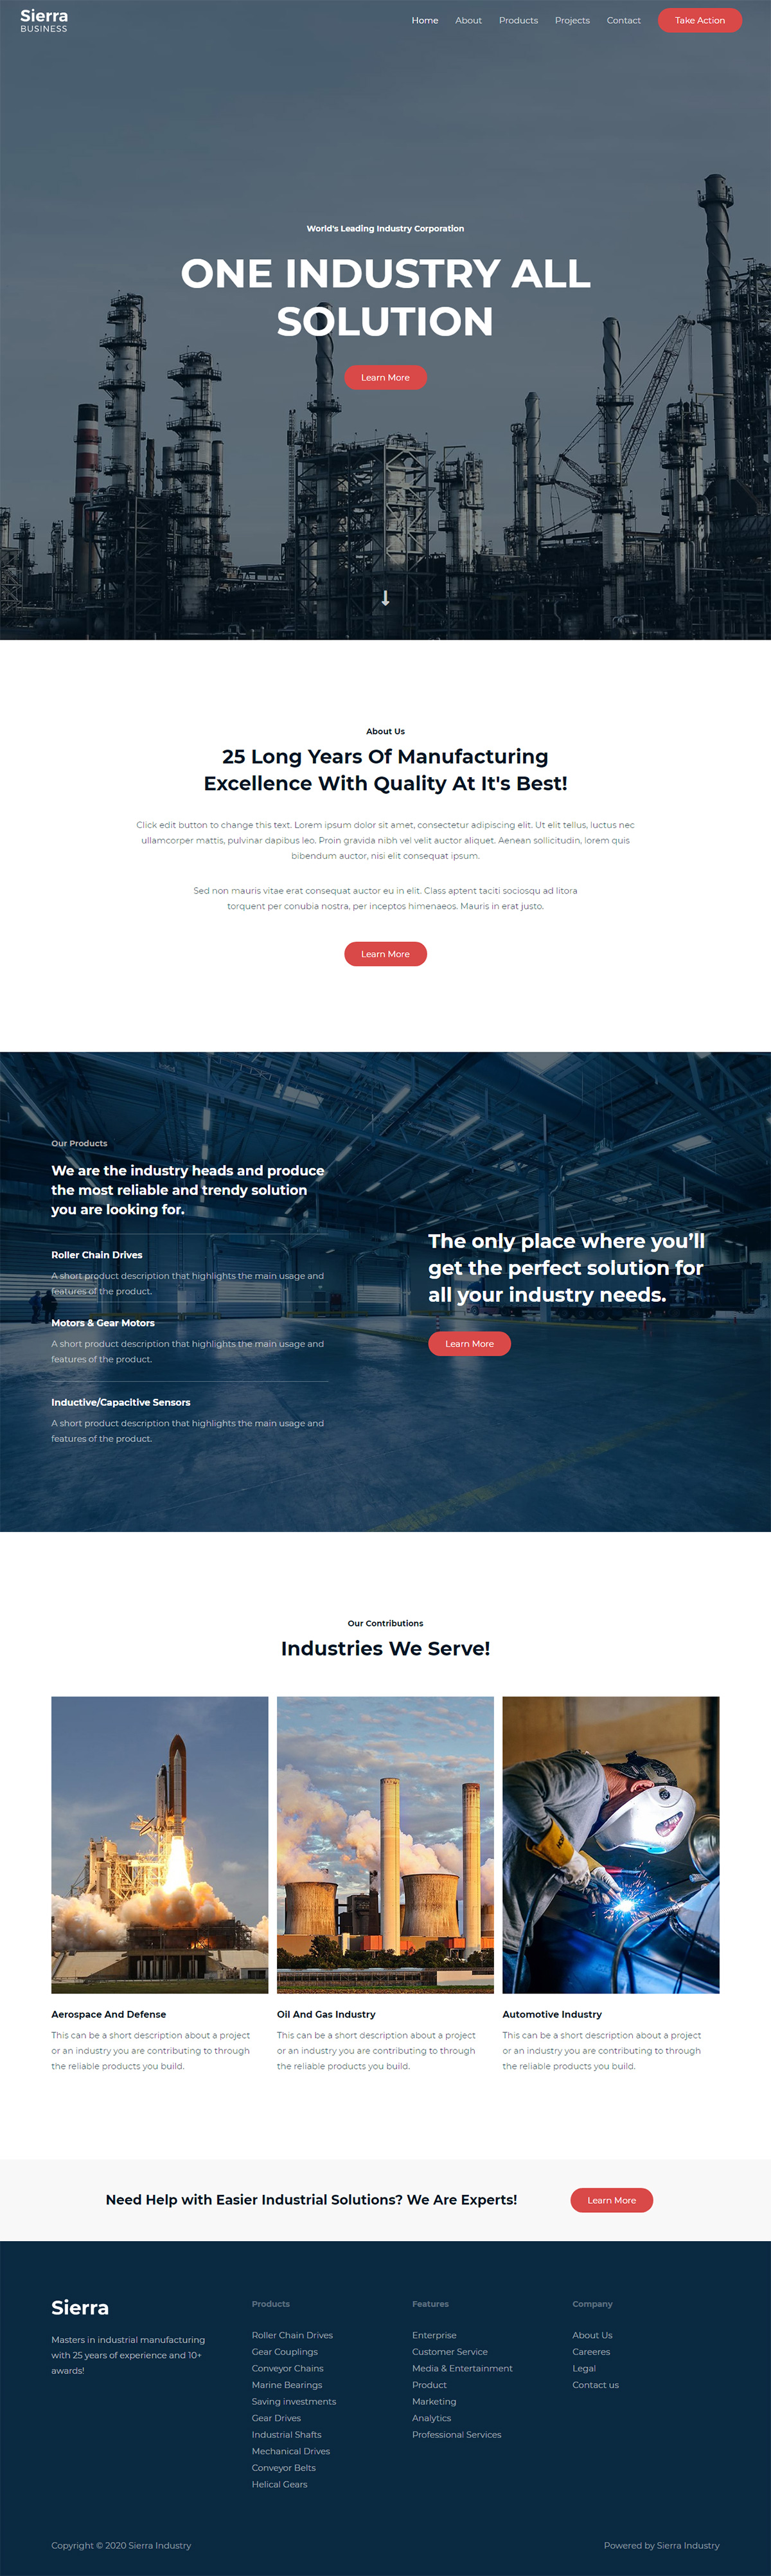 Sierra
BUSINESS
Home About Products Projects Contact Take Action
World's Leading Industry Corporation
ONE INDUSTRY ALL
SOLUTION
Learn More
About Us
25 Long Years Of Manufacturing
Excellence With Quality At It's Best!
Click edit button to change this text. Lorem ipsum dolor sit amet, consectetur adipiscing elit. Ut elit tellus, luctus nec
ullamcorper mattis, pulvinar dapibus leo. Proin gravida nibh vel velit auctor aliquet. Aenean sollicitudin, lorem quis
bibendum auctor, nisi elit consequat ipsum.
Sed non mauris vitae erat consequat auctor eu in elit. Class aptent taciti sociosqu ad litora
torquent per conubia nostra, per inceptos himenaeos. Mauris in erat justo.
Learn More
Our Products
We are the industry heads and produce
the most reliable and trendy solution
you are looking for.
Roller Chain Drives
A short product description that highlights the main usage and
features of the product.
Motors & Gear Motors
A short product description that highlights the main usage and
features of the product.
Inductive/Capacitive Sensors
A short product description that highlights the main usage and
features of the product.
The only place where you’ll
get the perfect solution for
all your industry needs.
Learn More
Our Contributions
Industries We Serve!
Aerospace And Defense
This can be a short description about a project
or an industry you are contributing to through
the reliable products you build.
Oil And Gas Industry
This can be a short description about a project
or an industry you are contributing to through
the reliable products you build.
Automotive Industry
This can be a short description about a project
or an industry you are contributing to through
the reliable products you build.
Need Help with Easier Industrial Solutions? We Are Experts!
Learn More
Sierra
Masters in industrial manufacturing
with 25 years of experience and 10+
awards!
Products
Roller Chain Drives
Gear Couplings
Conveyor Chains
Marine Bearings
Saving investments
Gear Drives
Industrial Shafts
Mechanical Drives
Conveyor Belts
Helical Gears
Features
Enterprise
Customer Service
Media & Entertainment
Product
Marketing
Analytics
Professional Services
Company
About Us
Careeres
Legal
Contact us
Copyright © 2020 Sierra Industry
Powered by Sierra Industry